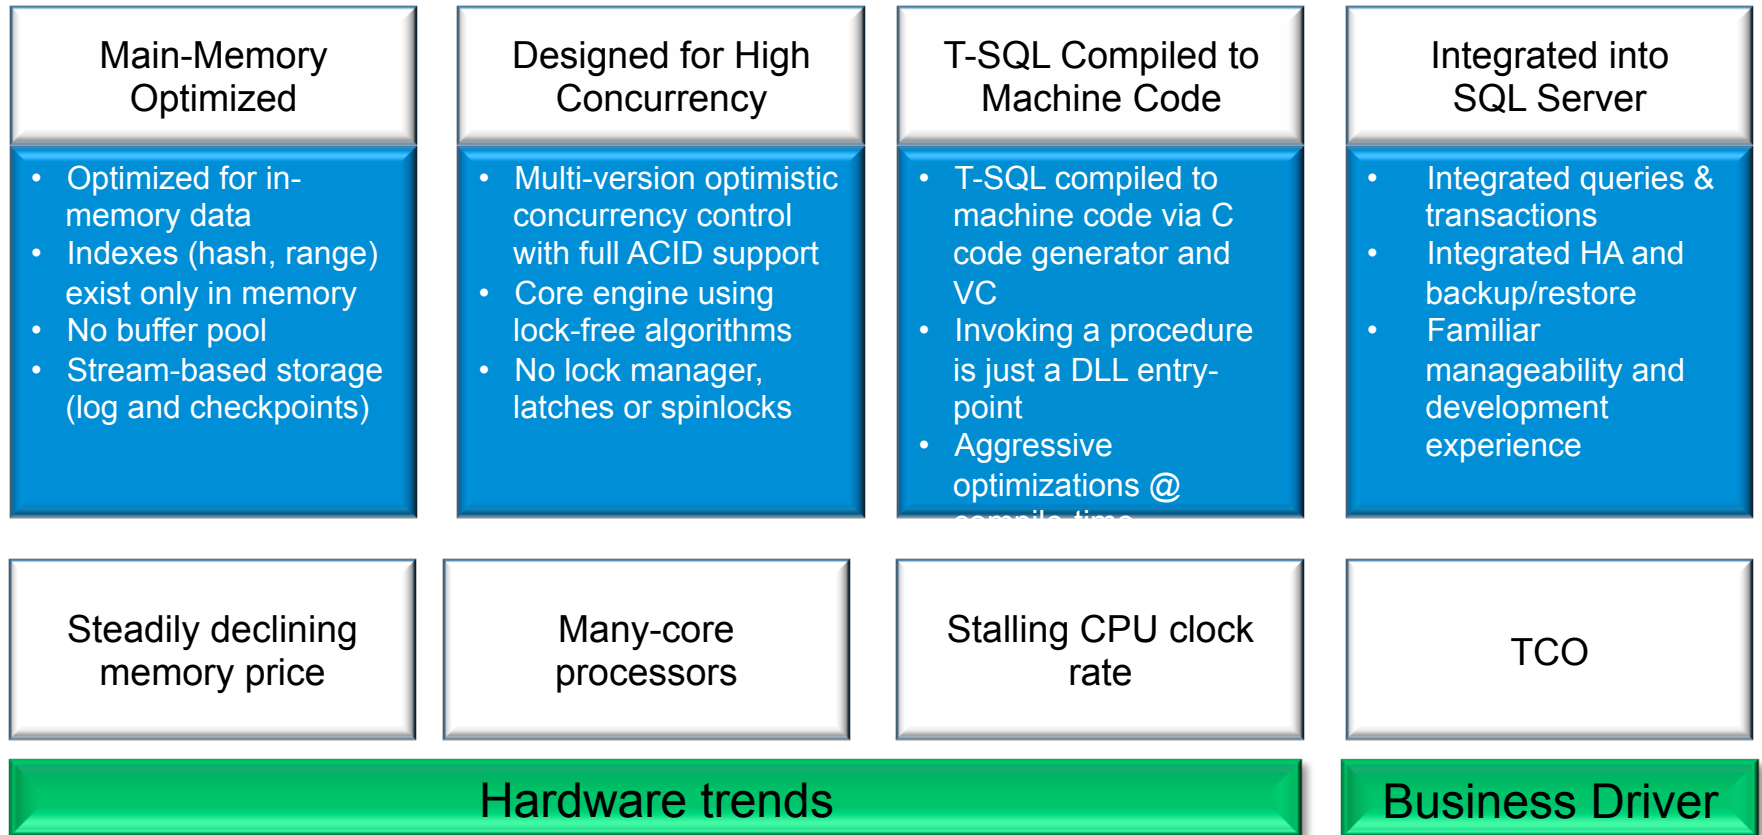 Main-Memory
Optimized
• Optimized for in-
memory data
• Indexes (hash, range)
exist only in memory
• No buffer pool
• Stream-based storage
(log and checkpoints)
Designed for High
Concurrency
• Multi-version optimistic
concurrency control
with full ACID support
• Core engine using
lock-free algorithms
• No lock manager,
latches or spinlocks
T-SQL Compiled to
Machine Code
• T-SQL compiled to
machine code via C
code generator and
VC
• Invoking a procedure
is just a DLL entry-
point
• Aggressive
optimizations @
compile-time
Integrated into
SQL Server
• Integrated queries &
transactions
• Integrated HA and
backup/restore
• Familiar
manageability and
development
experience
Steadily declining
memory price
Many-core
processors
Stalling CPU clock
rate
TCO
Hardware trends
Business Driver